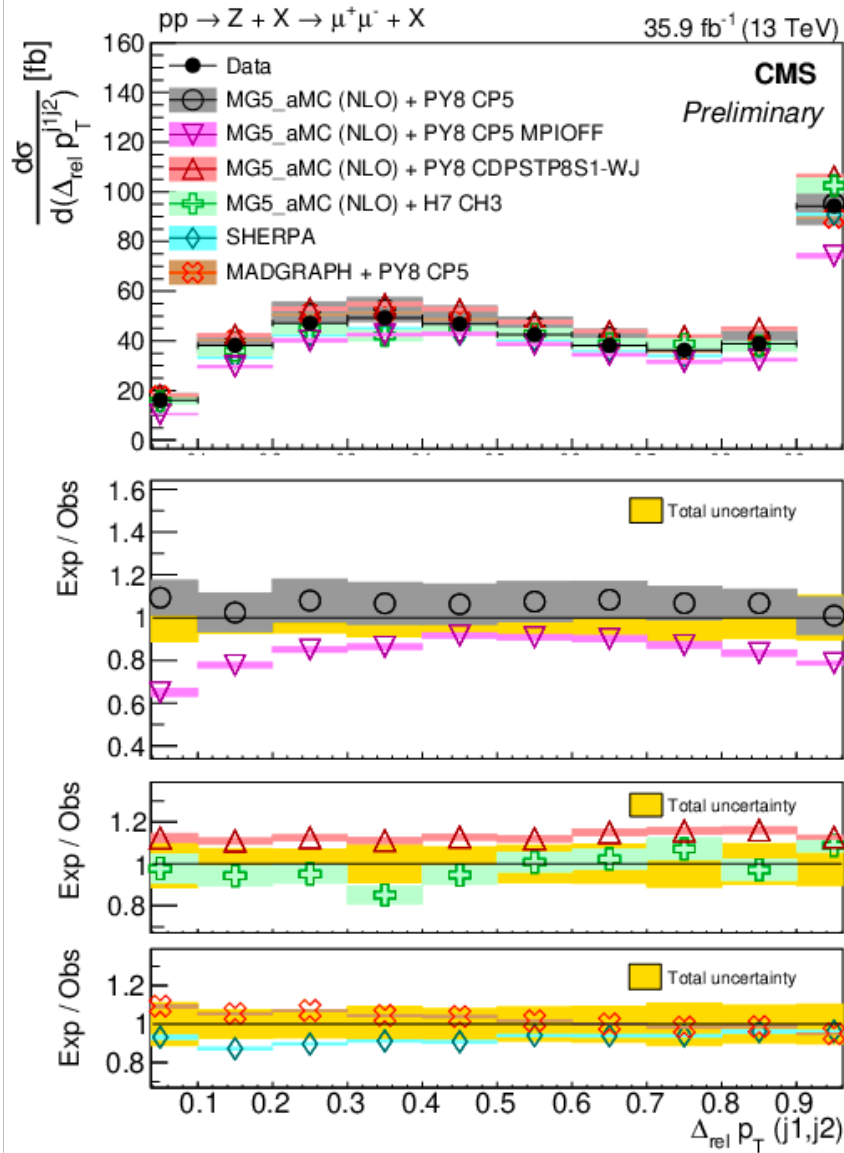 pp → Z + X → μ⁺μ⁻ + X
35.9 fb⁻¹ (13 TeV)
dσ / d(Δ_rel p_T^j1j2) [fb]
160
140
120
100
80
60
40
20
0
Data
MG5_aMC (NLO) + PY8 CP5
MG5_aMC (NLO) + PY8 CP5 MPIOFF
MG5_aMC (NLO) + PY8 CDPSTP8S1-WJ
MG5_aMC (NLO) + H7 CH3
SHERPA
MADGRAPH + PY8 CP5
CMS
Preliminary
Exp / Obs
1.6
1.4
1.2
1
0.8
0.6
0.4
Total uncertainty
Exp / Obs
1.2
1
0.8
Total uncertainty
Exp / Obs
1.2
1
0.8
Total uncertainty
0.1 0.2 0.3 0.4 0.5 0.6 0.7 0.8 0.9
Δ_rel p_T (j1,j2)